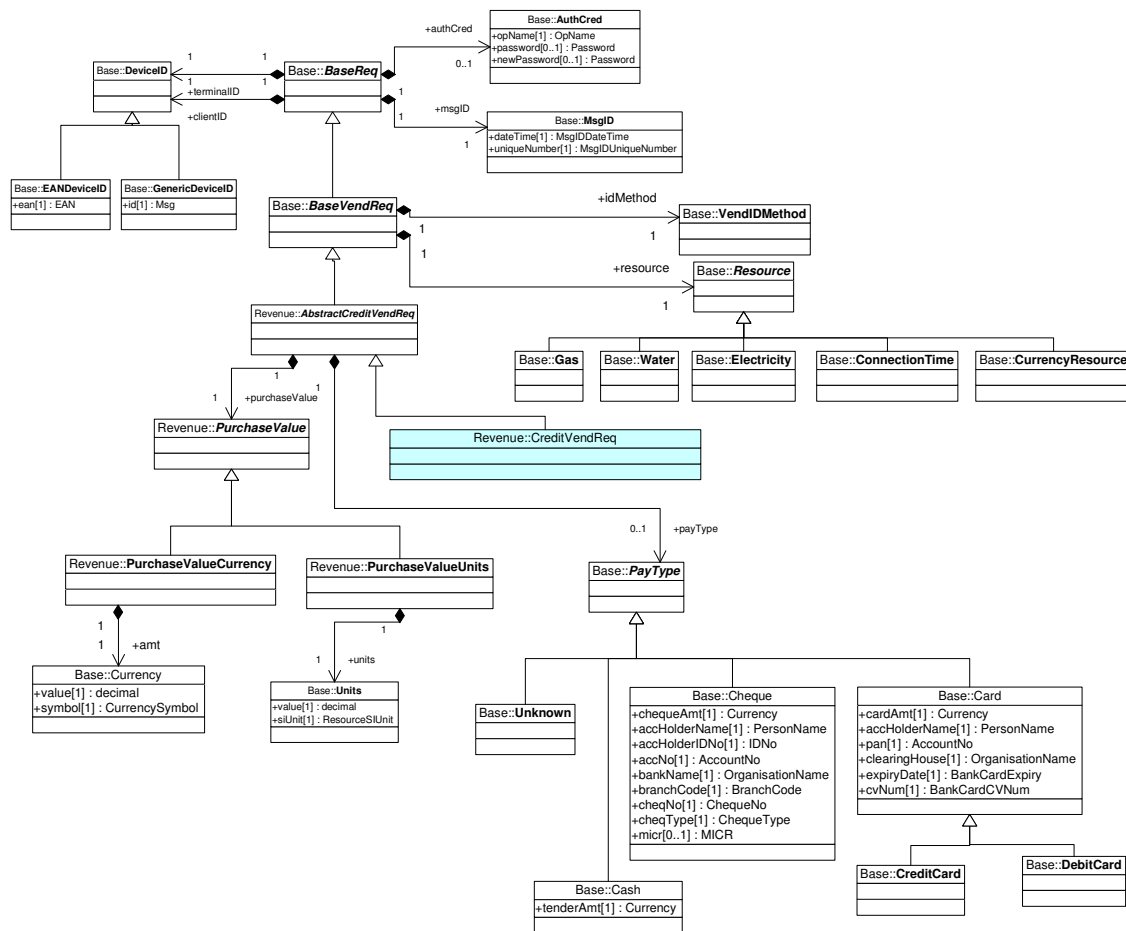 Base::AuthCred
+opName[1] : OpName
+password[0..1] : Password
+newPassword[0..1] : Password
+authCred
0..1
1
1
Base::DeviceID
Base::BaseReq
1
1
+terminalID
+clientID
1
1
+msgID
1
Base::MsgID
+dateTime[1] : MsgIDDateTime
+uniqueNumber[1] : MsgIDUniqueNumber
Base::EANDeviceID
+ean[1] : EAN
Base::GenericDeviceID
+id[1] : Msg
Base::BaseVendReq
+idMethod
1
1
Base::VendIDMethod
1
+resource
1
Base::Resource
Revenue::AbstractCreditVendReq
Base::Gas
Base::Water
Base::Electricity
Base::ConnectionTime
Base::CurrencyResource
1
1
1
+purchaseValue
Revenue::PurchaseValue
Revenue::CreditVendReq
0..1
+payType
Revenue::PurchaseValueCurrency
Revenue::PurchaseValueUnits
Base::PayType
1
1
+amt
1
1
+units
Base::Currency
+value[1] : decimal
+symbol[1] : CurrencySymbol
Base::Units
+value[1] : decimal
+siUnit[1] : ResourceSIUnit
Base::Unknown
Base::Cheque
+chequeAmt[1] : Currency
+accHolderName[1] : PersonName
+accHolderIDNo[1] : IDNo
+accNo[1] : AccountNo
+bankName[1] : OrganisationName
+branchCode[1] : BranchCode
+cheqNo[1] : ChequeNo
+cheqType[1] : ChequeType
+micr[0..1] : MICR
Base::Card
+cardAmt[1] : Currency
+accHolderName[1] : PersonName
+pan[1] : AccountNo
+clearingHouse[1] : OrganisationName
+expiryDate[1] : BankCardExpiry
+cvNum[1] : BankCardCVNum
Base::Cash
+tenderAmt[1] : Currency
Base::CreditCard
Base::DebitCard